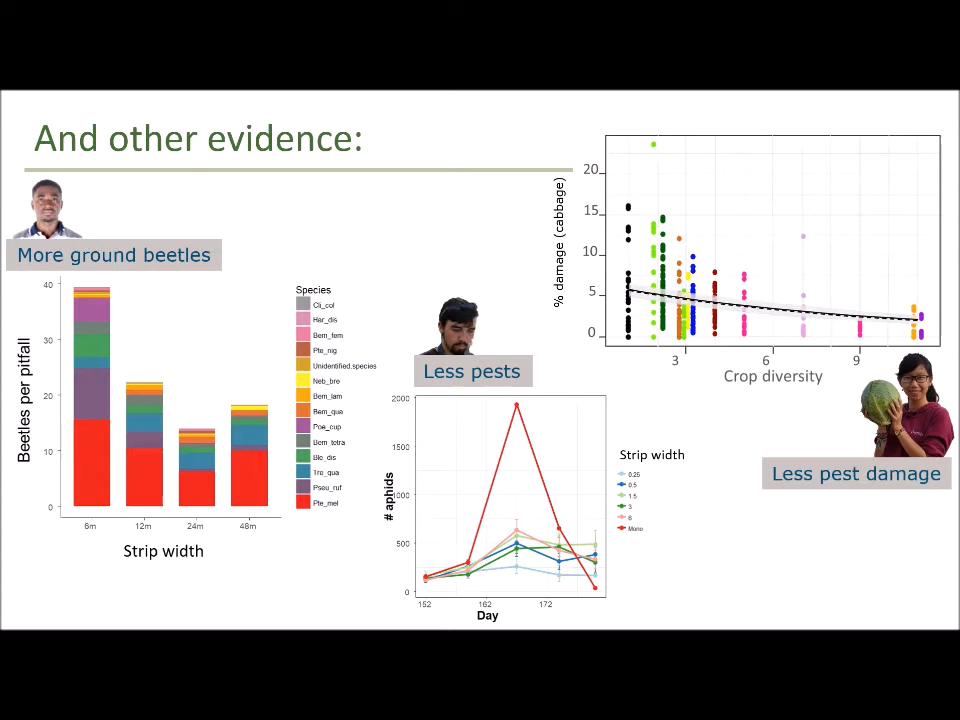 And other evidence:
More ground beetles
40
30
20
10
0
Beetles per pitfall
6m
12m
24m
48m
Strip width
Species
Cli_col
Har_dis
Bem_fem
Pte_nig
Unidentified.species
Neb_bre
Bem_lam
Bem_qua
Poe_cup
Bem_tetra
Ble_dis
Tre_qua
Pseu_ruf
Pte_mel
Less pests
2000
1500
1000
500
0
# aphids
152
162
172
Day
Strip width
0.25
0.5
1.5
3
6
Mono
20
15
10
5
0
% damage (cabbage)
3
6
9
Crop diversity
Less pest damage